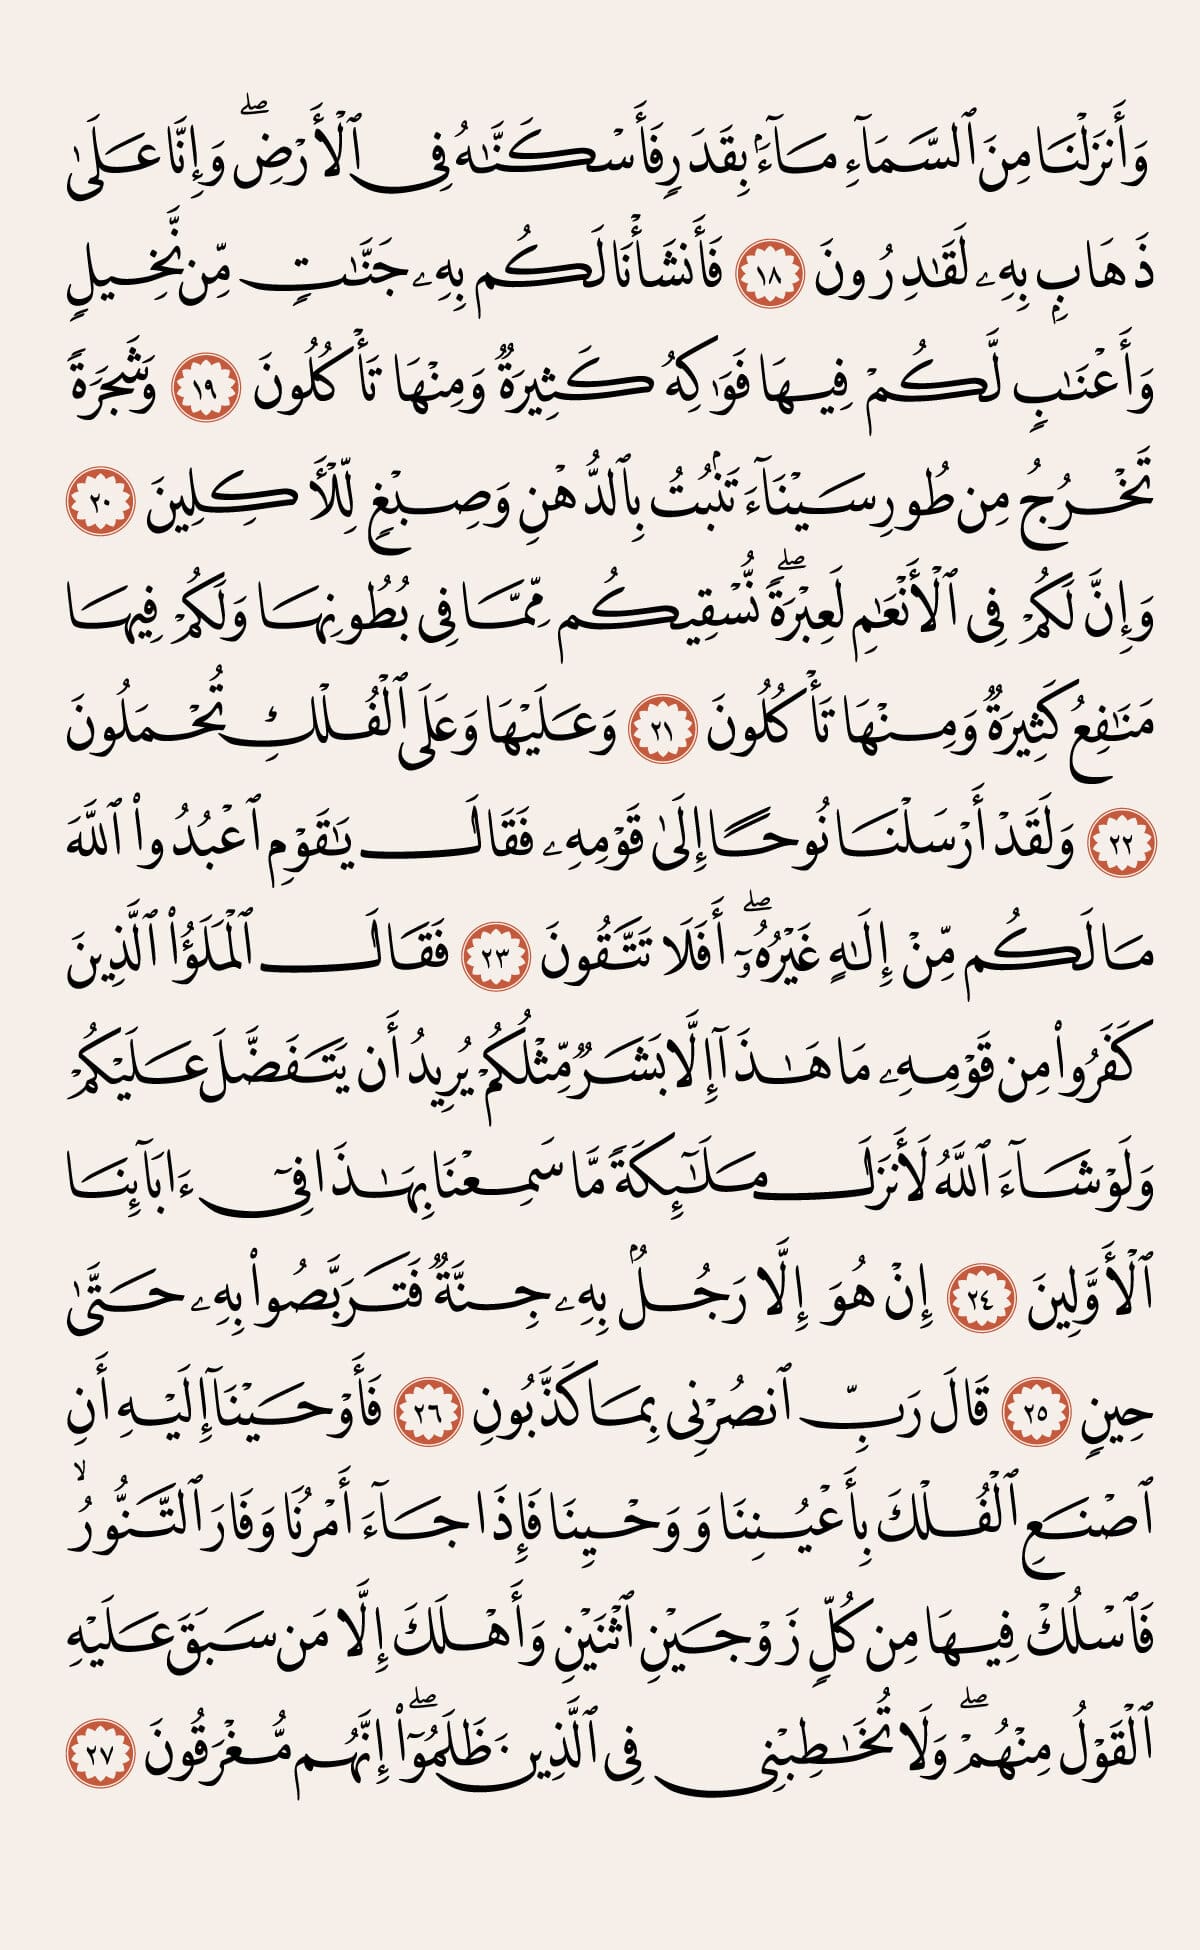 وَأَنزَلْنَا مِنَ ٱلسَّمَآءِ مَآءًۢ بِقَدَرٍ فَأَسْكَنَّٰهُ فِى ٱلْأَرْضِ ۖ وَإِنَّا عَلَىٰ
ذَهَابٍۭ بِهِۦ لَقَٰدِرُونَ ١٨ فَأَنشَأْنَا لَكُم بِهِۦ جَنَّٰتٍ مِّن نَّخِيلٍ
وَأَعْنَٰبٍ لَّكُمْ فِيهَا فَوَٰكِهُ كَثِيرَةٌ وَمِنْهَا تَأْكُلُونَ ١٩ وَشَجَرَةً
تَخْرُجُ مِن طُورِ سَيْنَآءَ تَنۢبُتُ بِٱلدُّهْنِ وَصِبْغٍ لِّلْأَكِلِينَ ٢٠
وَإِنَّ لَكُمْ فِى ٱلْأَنْعَٰمِ لَعِبْرَةً ۖ نُّسْقِيكُم مِّمَّا فِى بُطُونِهَا وَلَكُمْ فِيهَا
مَنَٰفِعُ كَثِيرَةٌ وَمِنْهَا تَأْكُلُونَ ٢١ وَعَلَيْهَا وَعَلَى ٱلْفُلْكِ تُحْمَلُونَ
٢٢ وَلَقَدْ أَرْسَلْنَا نُوحًا إِلَىٰ قَوْمِهِۦ فَقَالَ يَٰقَوْمِ ٱعْبُدُوا۟ ٱللَّهَ
مَا لَكُم مِّنْ إِلَٰهٍ غَيْرُهُۥٓ ۖ أَفَلَا تَتَّقُونَ ٢٣ فَقَالَ ٱلْمَلَؤُا۟ ٱلَّذِينَ
كَفَرُوا۟ مِن قَوْمِهِۦ مَا هَٰذَآ إِلَّا بَشَرٌ مِّثْلُكُمْ يُرِيدُ أَن يَتَفَضَّلَ عَلَيْكُمْ
وَلَوْ شَآءَ ٱللَّهُ لَأَنزَلَ مَلَٰٓئِكَةً مَّا سَمِعْنَا بِهَٰذَا فِىٓ ءَابَآئِنَا
ٱلْأَوَّلِينَ ٢٤ إِنْ هُوَ إِلَّا رَجُلٌۢ بِهِۦ جِنَّةٌ فَتَرَبَّصُوا۟ بِهِۦ حَتَّىٰ
حِينٍ ٢٥ قَالَ رَبِّ ٱنصُرْنِى بِمَا كَذَّبُونِ ٢٦ فَأَوْحَيْنَآ إِلَيْهِ أَنِ
ٱصْنَعِ ٱلْفُلْكَ بِأَعْيُنِنَا وَوَحْيِنَا فَإِذَا جَآءَ أَمْرُنَا وَفَارَ ٱلتَّنُّورُ ۙ
فَٱسْلُكْ فِيهَا مِن كُلٍّ زَوْجَيْنِ ٱثْنَيْنِ وَأَهْلَكَ إِلَّا مَن سَبَقَ عَلَيْهِ
ٱلْقَوْلُ مِنْهُمْ ۖ وَلَا تُخَٰطِبْنِى فِى ٱلَّذِينَ ظَلَمُوٓا۟ ۖ إِنَّهُم مُّغْرَقُونَ ٢٧